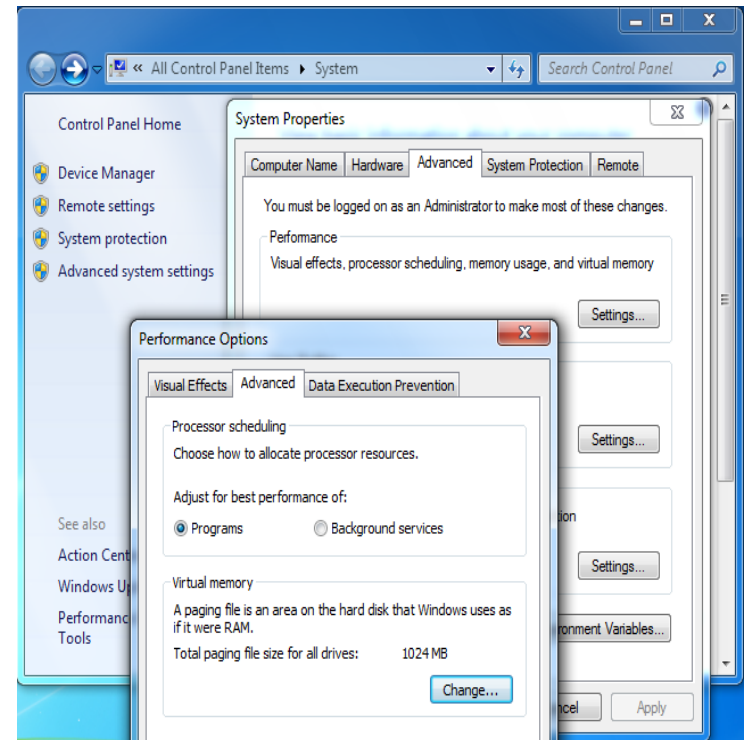 « All Control Panel Items ▸ System
Search Control Panel
Control Panel Home
Device Manager
Remote settings
System protection
Advanced system settings
See also
Action Cent
Windows Up
Performanc
Tools
System Properties
Computer Name Hardware Advanced System Protection Remote
You must be logged on as an Administrator to make most of these changes.
Performance
Visual effects, processor scheduling, memory usage, and virtual memory
Settings...
Settings...
tion
Settings...
ronment Variables...
ncel Apply
Performance Options
Visual Effects Advanced Data Execution Prevention
Processor scheduling
Choose how to allocate processor resources.
Adjust for best performance of:
Programs Background services
Virtual memory
A paging file is an area on the hard disk that Windows uses as
if it were RAM.
Total paging file size for all drives: 1024 MB
Change...